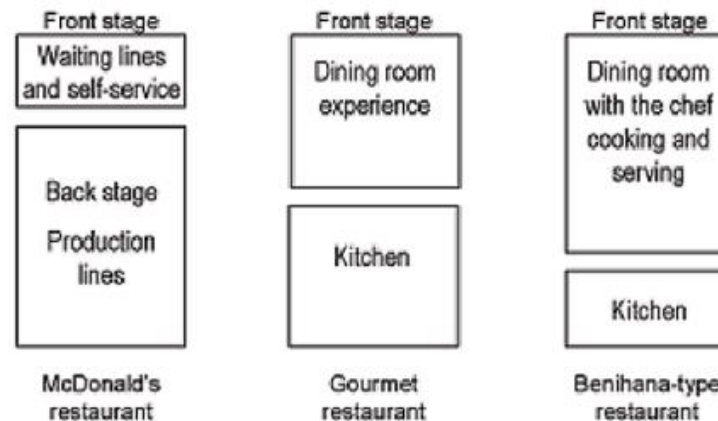 Front stage
Waiting lines
and self-service
Back stage
Production
lines
McDonald's
restaurant
Front stage
Dining room
experience
Kitchen
Gourmet
restaurant
Front stage
Dining room
with the chef
cooking and
serving
Kitchen
Benihana-type
restaurant